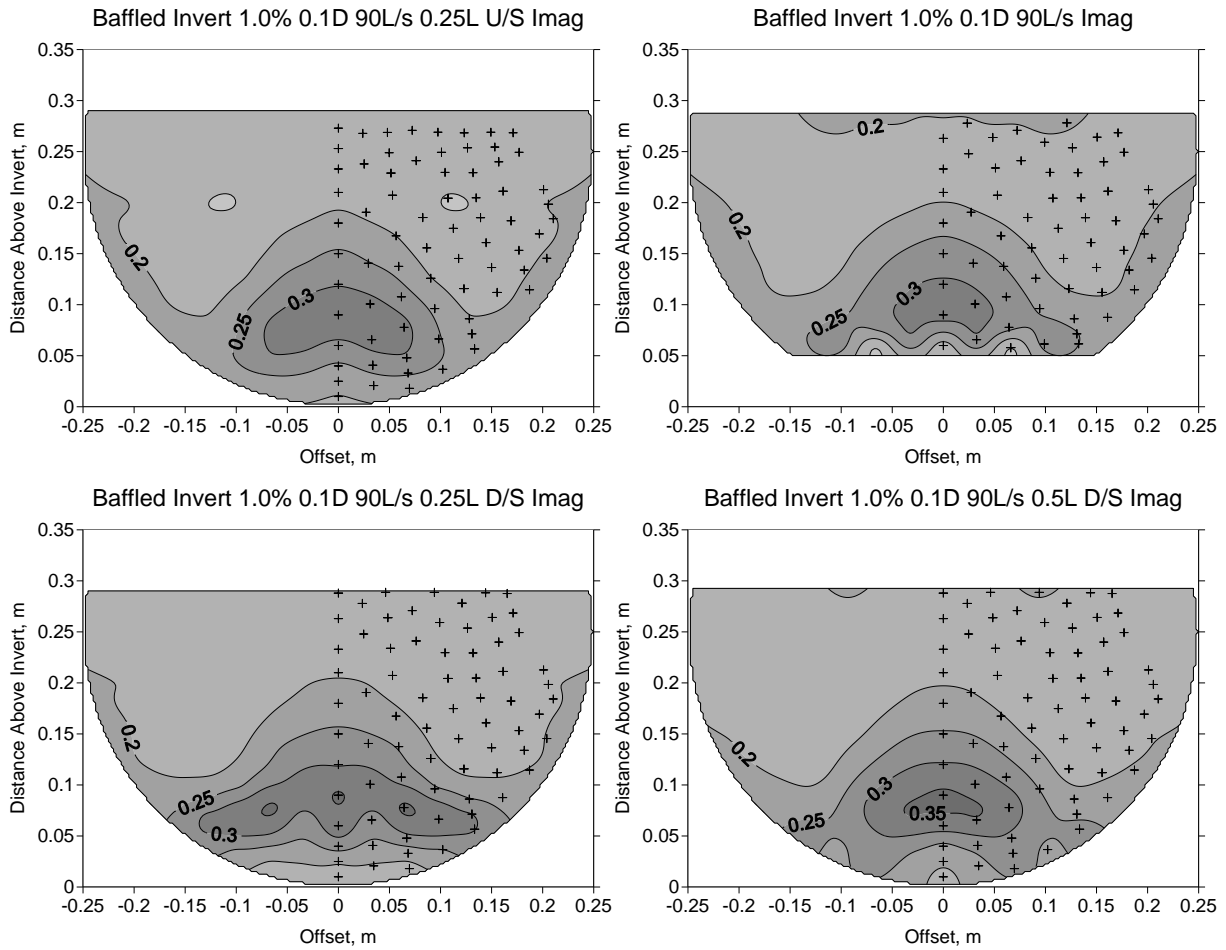 Baffled Invert 1.0% 0.1D 90L/s 0.25L U/S Imag
0.35
0.3
0.25
0.2
0.15
0.1
0.05
0
Distance Above Invert, m
0.2
0.25
0.3
-0.25 -0.2 -0.15 -0.1 -0.05 0 0.05 0.1 0.15 0.2 0.25
Offset, m
Baffled Invert 1.0% 0.1D 90L/s Imag
0.35
0.3
0.25
0.2
0.15
0.1
0.05
0
Distance Above Invert, m
0.2
0.2
0.3
0.25
-0.25 -0.2 -0.15 -0.1 -0.05 0 0.05 0.1 0.15 0.2 0.25
Offset, m
Baffled Invert 1.0% 0.1D 90L/s 0.25L D/S Imag
0.35
0.3
0.25
0.2
0.15
0.1
0.05
0
Distance Above Invert, m
0.2
0.25
0.3
-0.25 -0.2 -0.15 -0.1 -0.05 0 0.05 0.1 0.15 0.2 0.25
Offset, m
Baffled Invert 1.0% 0.1D 90L/s 0.5L D/S Imag
0.35
0.3
0.25
0.2
0.15
0.1
0.05
0
Distance Above Invert, m
0.2
0.3
0.35
0.25
-0.25 -0.2 -0.15 -0.1 -0.05 0 0.05 0.1 0.15 0.2 0.25
Offset, m